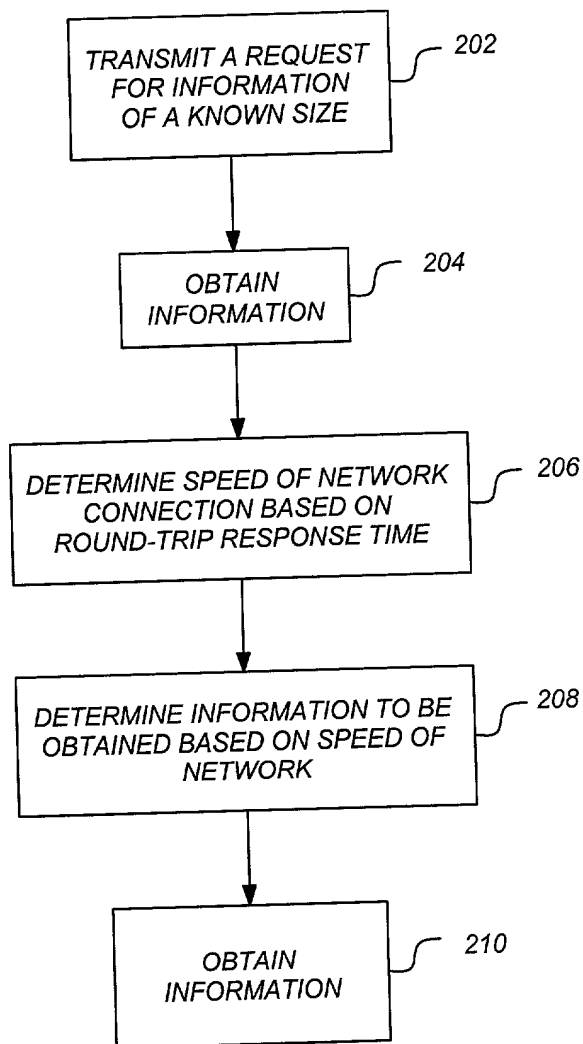 TRANSMIT A REQUEST
FOR INFORMATION
OF A KNOWN SIZE
202
OBTAIN
INFORMATION
204
DETERMINE SPEED OF NETWORK
CONNECTION BASED ON
ROUND-TRIP RESPONSE TIME
206
DETERMINE INFORMATION TO BE
OBTAINED BASED ON SPEED OF
NETWORK
208
OBTAIN
INFORMATION
210